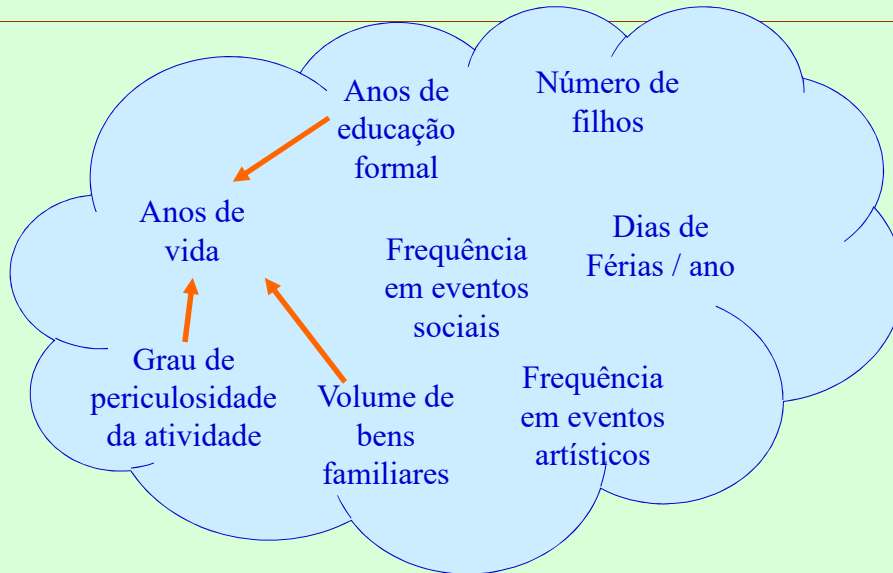 Anos de
educação
formal
Número de
filhos
Anos de
vida
Frequência
em eventos
sociais
Dias de
Férias / ano
Grau de
periculosidade
da atividade
Volume de
bens
familiares
Frequência
em eventos
artísticos